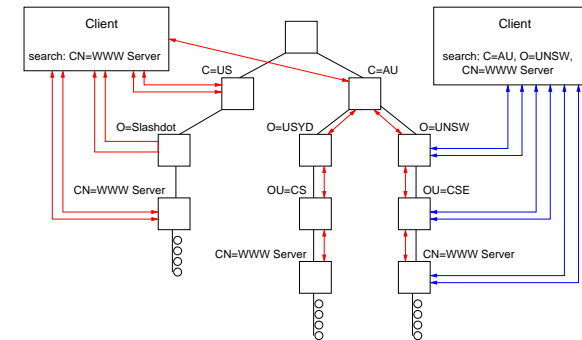 Client
search: CN=WWW Server
Client
search: C=AU, O=UNSW,
CN=WWW Server
C=US
C=AU
O=Slashdot
O=USYD
O=UNSW
CN=WWW Server
OU=CS
OU=CSE
CN=WWW Server
CN=WWW Server